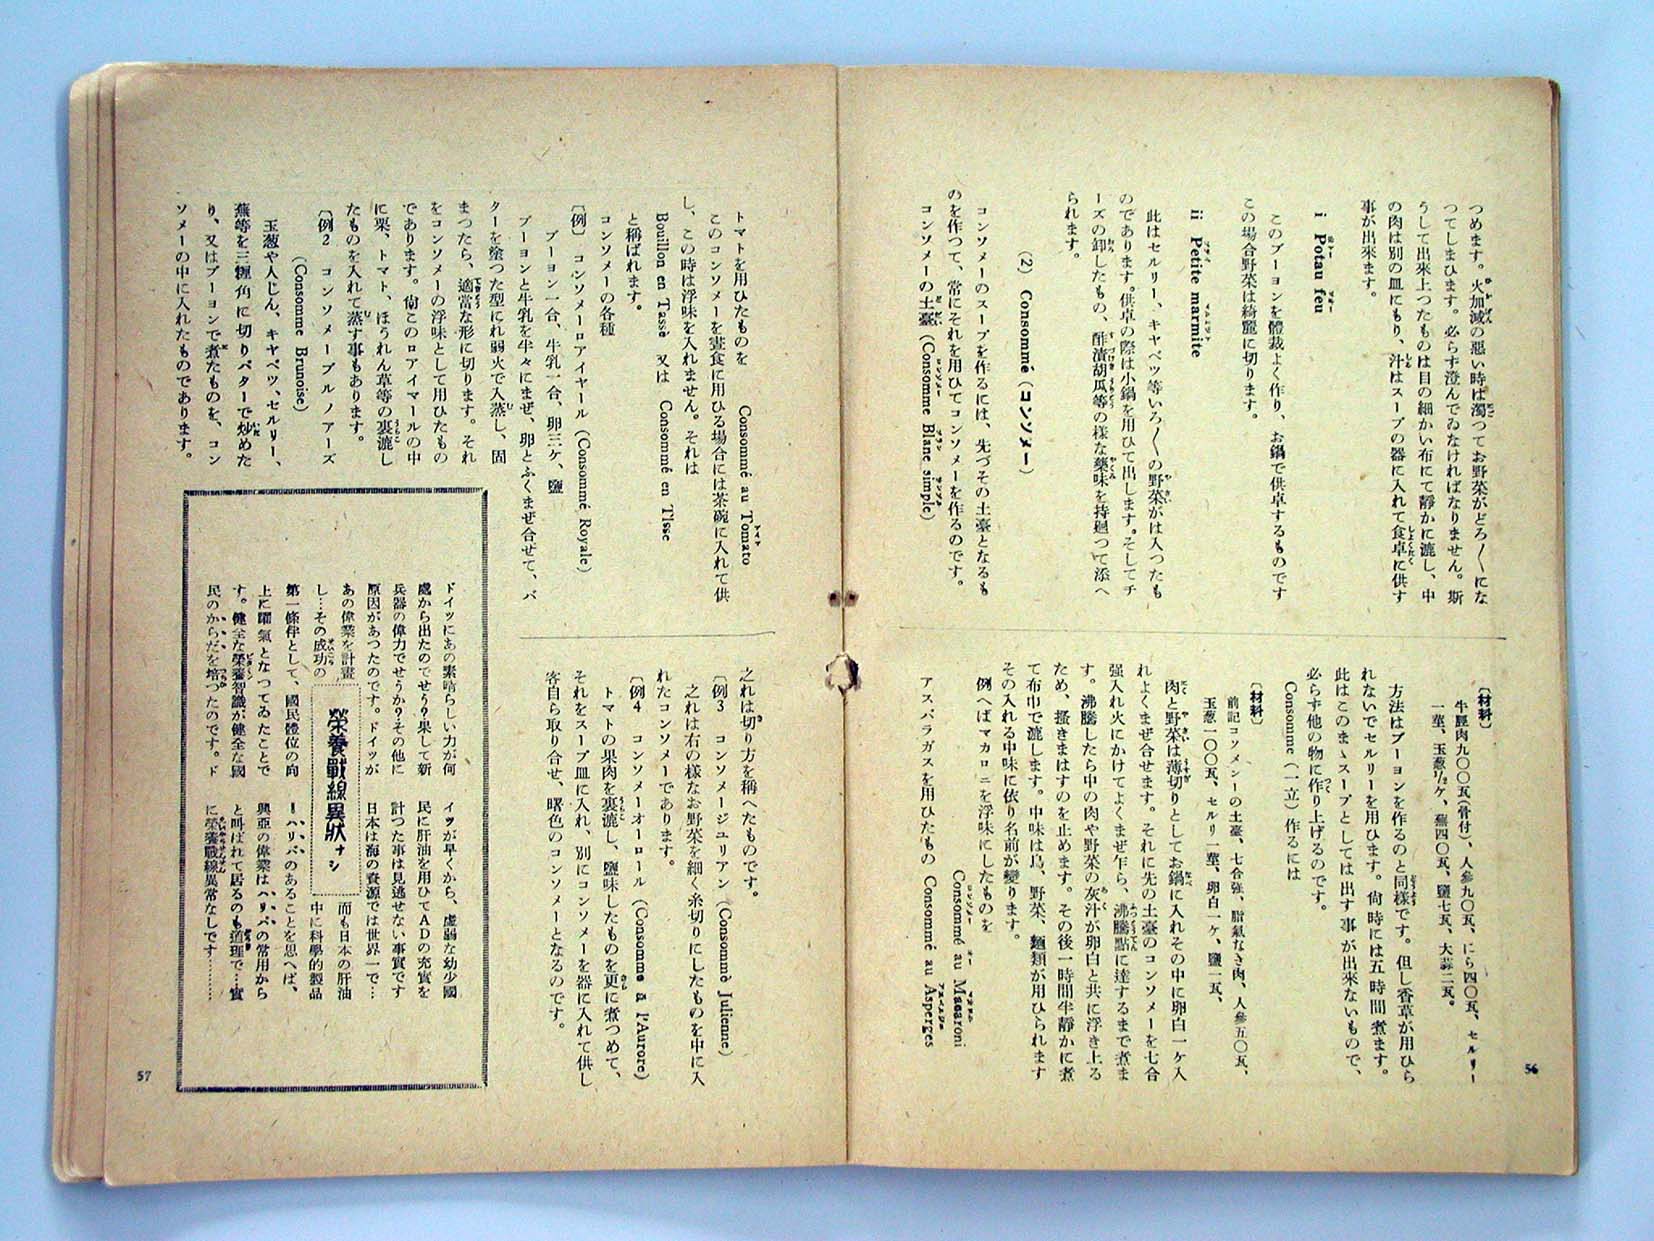 つめます。火加減の惡い時は濁つてお野菜がどろ〱にな
つてしまひます。必らず澄んでゐなければなりません。斯
うして出來上つたものは目の細かい布にて靜かに漉し、中
の肉は別の皿にもり、汁はスープの器に入れて食卓に供す
事が出來ます。
i Potau feu
このブーヨンを體裁よく作り、お鍋で供卓するものです
この場合野菜は綺麗に切ります。
ii Petite marmite
此はセルリー、キヤベツ等いろ〱の野菜がは入つたも
のであります。供卓の際は小鍋を用ひて出します。そしてチ
ーズの卸したもの、酢漬胡瓜等の様な藥味を持廻つて添へ
られます。
(2) Consommé (コンソメー)
コンソメーのスープを作るには、先づその土臺となるも
のを作つて、常にそれを用ひてコンソメーを作るのです。
コンソメーの土臺 (Consomme Blane simple)
〔材料〕
牛脛肉九〇〇瓦(骨付)、人參九〇瓦、にら四〇瓦、セルリー
一莖、玉葱½ケ、蕪四〇瓦、鹽七瓦、大蒜二瓦。
方法はブーヨンを作るのと同樣です。但し香草が用ひら
れないでセルリーを用ひます。尙時には五時間煮ます。
此はこのまゝスープとしては出す事が出來ないもので、
必らず他の物に作り上げるのです。
Consomme (一立) 作るには
〔材料〕
前記コソメンーの土臺、七合強、脂氣なき肉、人參五〇瓦、
玉葱一〇〇瓦、セルリ一莖、卵白一ケ、鹽一瓦、
肉と野菜は薄切りとしてお鍋に入れその中に卵白一ケ入
れよくまぜ合せます。それに先の土臺のコンソメーを七合
強入れ火にかけてよくまぜ乍ら、沸騰點に達するまで煮ま
す。沸騰したら中の肉や野菜の灰汁が卵白と共に浮き上る
ため、搔きまはすのを止めます。その後一時間半靜かに煮
て布巾で漉します。中味は鳥、野菜、麵類が用ひられます
その入れる中味に依り名前が變ります。
例へばマカロニを浮味にしたものを
Consommé au Macaroni
アスパラガスを用ひたもの Consommé au Asperges
56
トマトを用ひたものを Consommé au Tomato
このコンソメーを晝食に用ひる場合には茶碗に入れて供
し、この時は浮味を入れません。それは
Bouillon en Tasse 又は Consommé en T!sse
と稱ばれます。
コンソメーの各種
〔例〕 コンソメーロアイヤール (Consommé Royale)
ブーヨン一合、牛乳一合、卵三ケ、鹽
ブーヨンと牛乳を半々にまぜ、卵とふくまぜ合せて、バ
ターを塗つた型にれ弱火で入蒸し、固
まつたら、適當な形に切ります。それ
をコンソメーの浮味として用ひたもの
であります。尙このロアイマールの中
に栗、トマト、ほうれん草等の裏漉し
たものを入れて蒸す事もあります。
〔例2 コンソメーブルノアーズ
(Consomme Brunoise)
玉葱や人じん、キヤベツ、セルリー、
蕪等を三粍角に切りバターで炒めた
り、又はブーヨンで煮たものを、コン
ソメーの中に入れたものであります。
之れは切り方を稱へたものです。
〔例3 コンソメージユリアン (Consommè Julienne)
之れは右の樣なお野菜を細く糸切りにしたものを中に入
れたコンソメーであります。
〔例4 コンソメーオーロール (Consomme a l'Aurore)
トマトの果肉を裏漉し、鹽味したものを更に煮つめて、
それをスープ皿に入れ、別にコンソメーを器に入れて供し
客自ら取り合せ、曙色のコンソメーとなるのです。
榮養戰線異狀ナシ
ドイツにあの素晴らしい力が何
處から出たのでせう?果して新
兵器の偉力でせうか?その他に
原因があつたのです。ドイツが
あの偉業を計畫
し…その成功の
第一條件として、國民體位の向
上に躍氣となつてゐたことで
す。健全な榮養智識が健全な國
民のからだを培つたのです。ド
イツが早くから、虛弱な幼少國
民に肝油を用ひてADの充實を
計つた事は見逃せない事實です
日本は海の資源では世界一で…
而も日本の肝油
中に科學的製品
ーハリバのあることを思へば、
興亞の偉業はハリバの常用から
と叫ばれて居るのも道理で…實
に榮養戰線異常なしです………
57